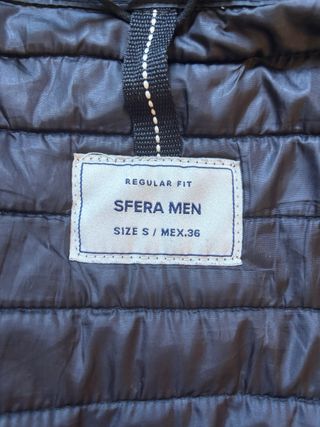 REGULAR FIT
SFERA MEN
SIZE S / MEX.36